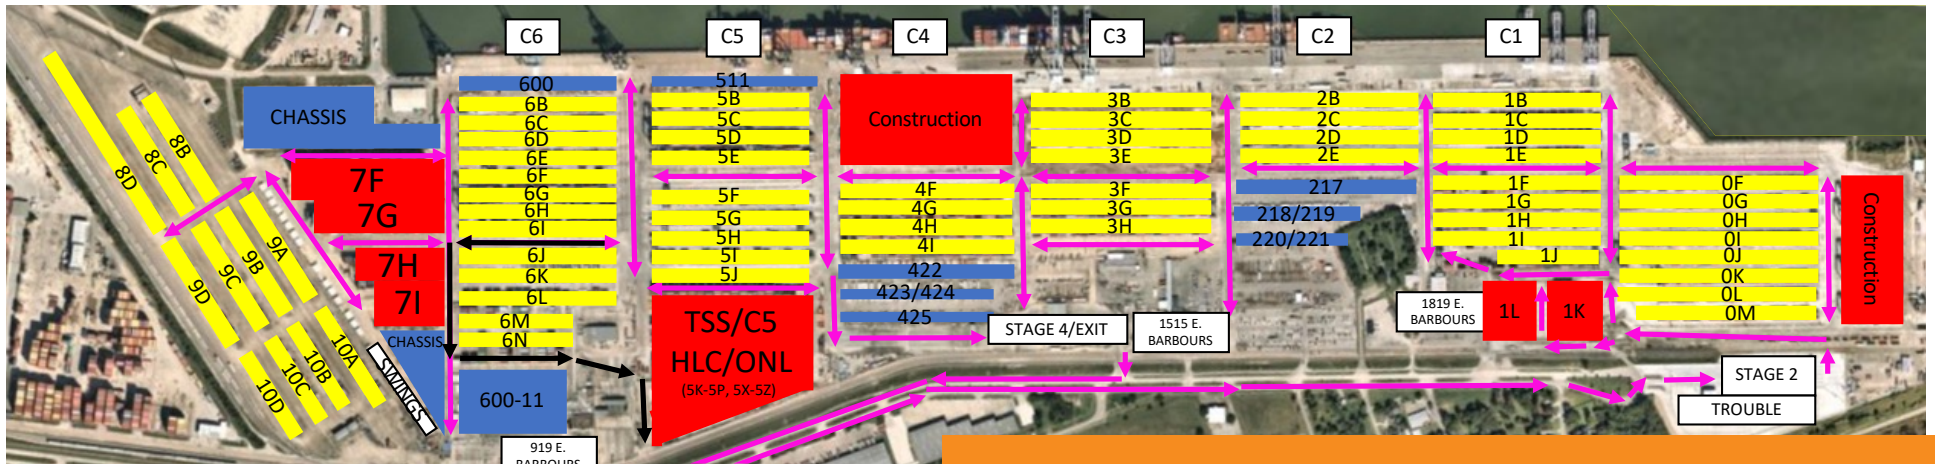 C6
C5
C4
C3
C2
C1
8B
8C
8D
9A
9B
9C
9D
10A
10B
10C
10D
SWINGS
CHASSIS
7F
7G
7H
7I
CHASSIS
600
6B
6C
6D
6E
6F
6G
6H
6I
6J
6K
6L
6M
6N
600-11
919 E.
BARBOURS
511
5B
5C
5D
5E
5F
5G
5H
5I
5J
TSS/C5
HLC/ONL
(5K-5P, 5X-5Z)
Construction
4F
4G
4H
4I
422
423/424
425
STAGE 4/EXIT
3B
3C
3D
3E
3F
3G
3H
1515 E.
BARBOURS
2B
2C
2D
2E
217
218/219
220/221
1B
1C
1D
1E
1F
1G
1H
1I
1J
1819 E.
BARBOURS
1L
1K
0F
0G
0H
0I
0J
0K
0L
0M
Construction
STAGE 2
TROUBLE